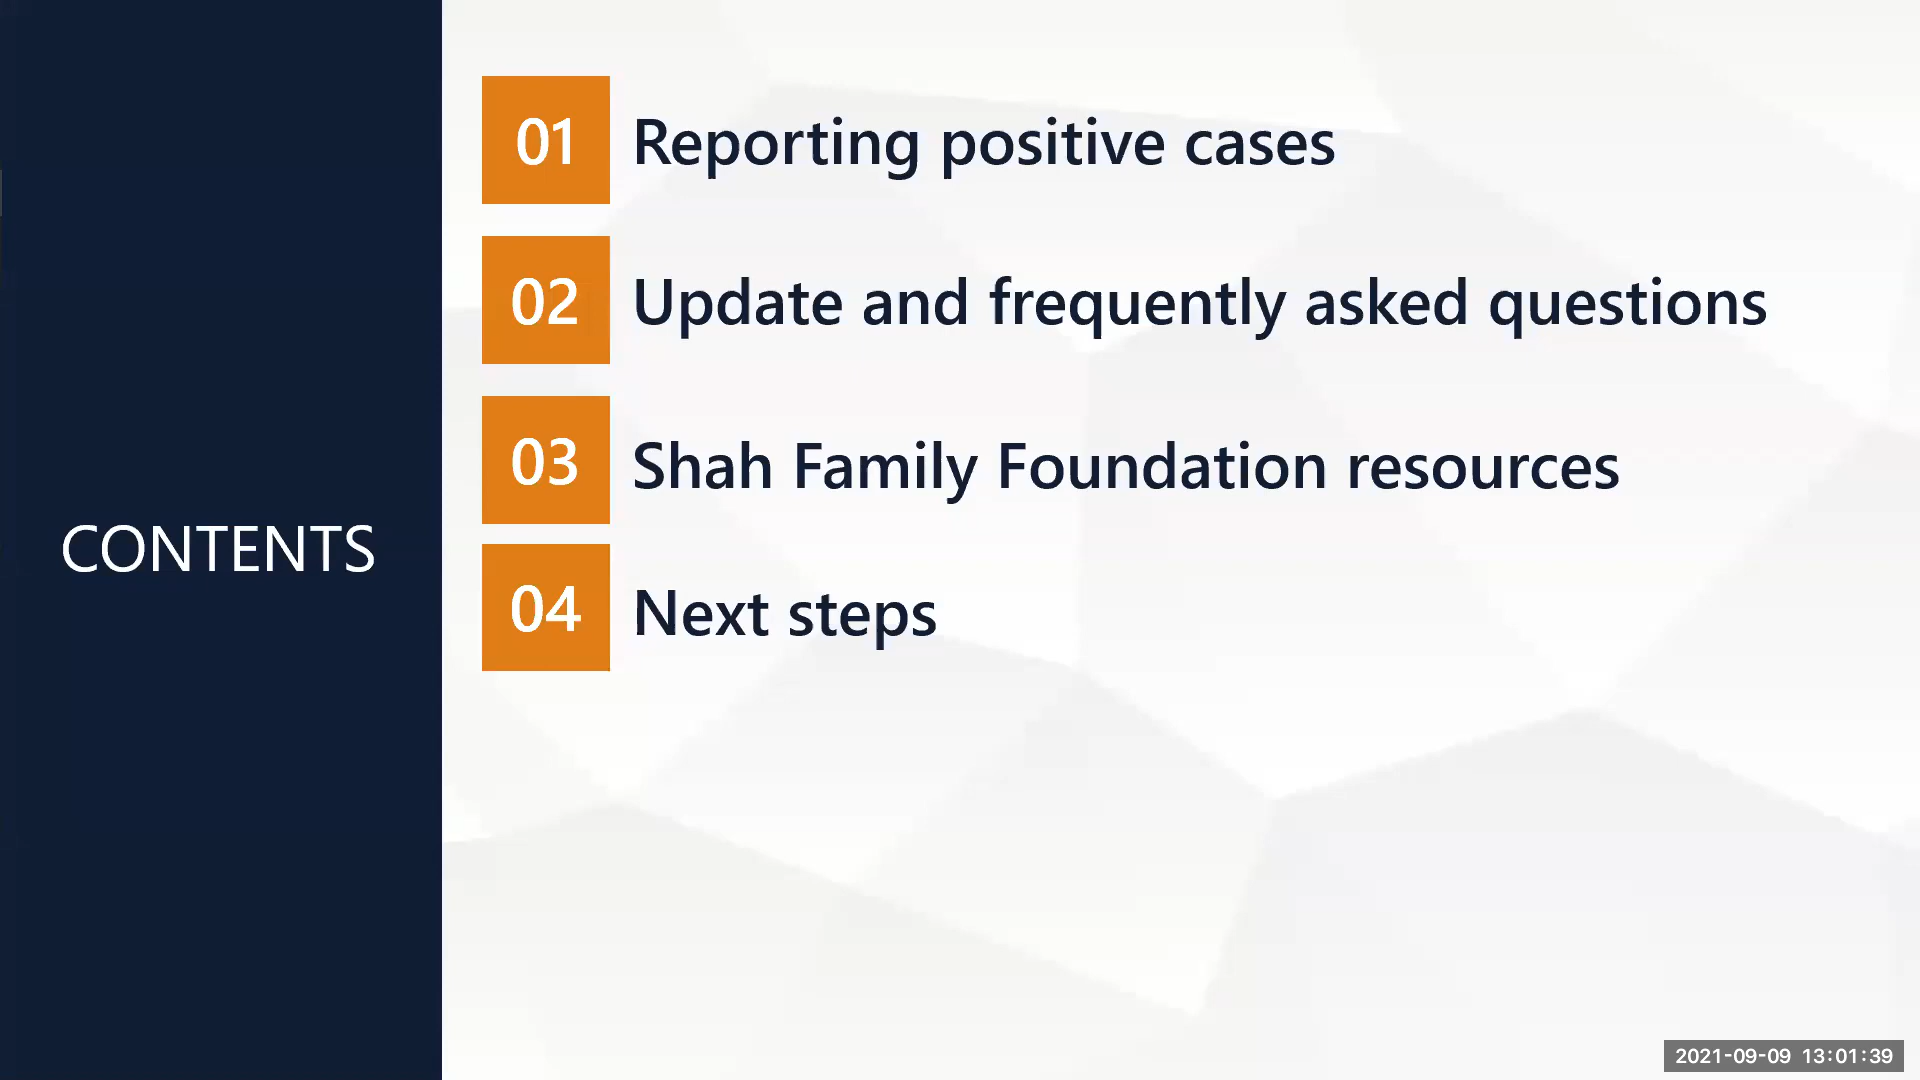 CONTENTS
01 Reporting positive cases
02 Update and frequently asked questions
03 Shah Family Foundation resources
04 Next steps
2021-09-09 13:01:39